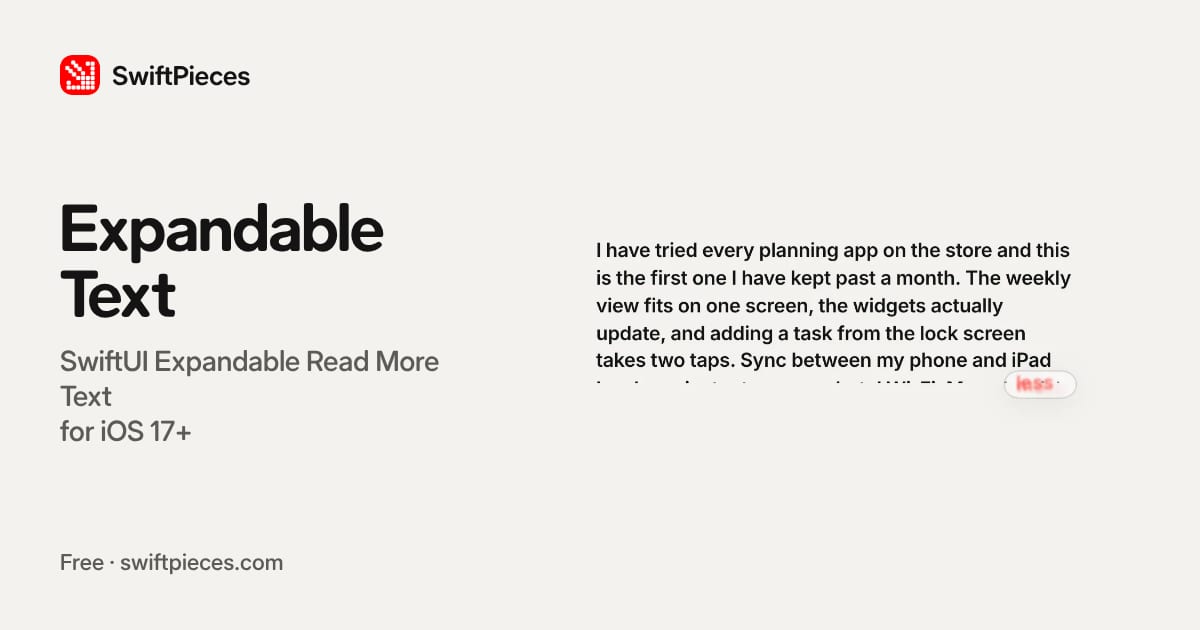 SwiftPieces
Expandable
Text
SwiftUI Expandable Read More
Text
for iOS 17+
Free · swiftpieces.com
I have tried every planning app on the store and this
is the first one I have kept past a month. The weekly
view fits on one screen, the widgets actually
update, and adding a task from the lock screen
takes two taps. Sync between my phone and iPad
less